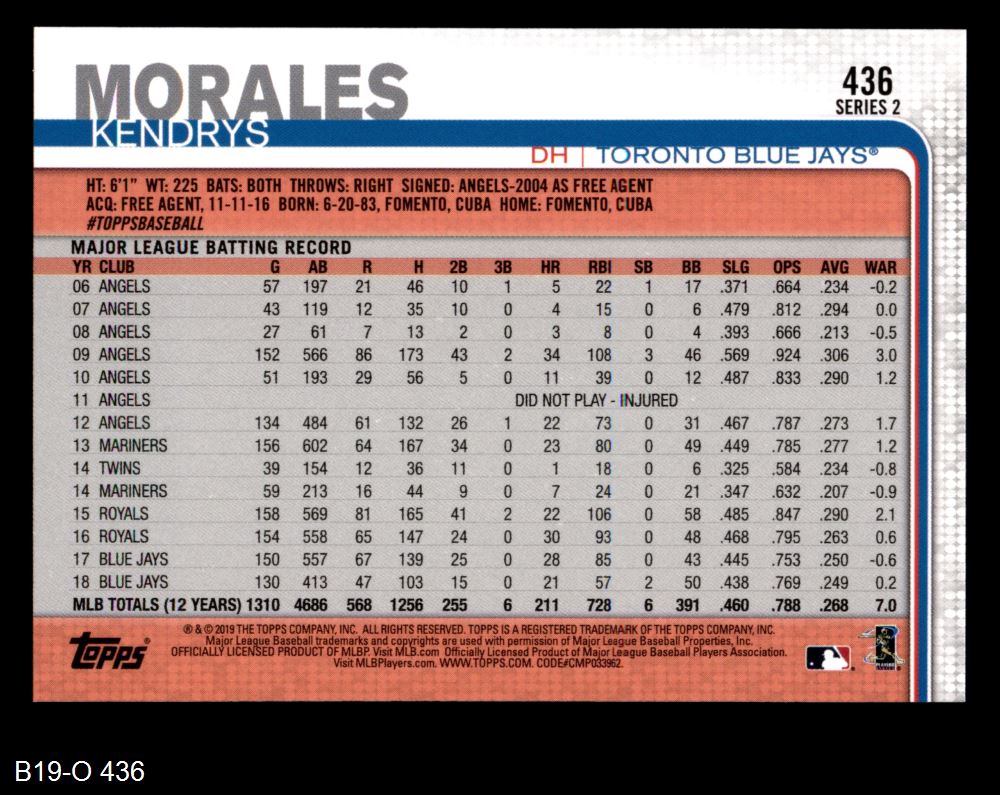 MORALES
KENDRYS
436
SERIES 2
DH | TORONTO BLUE JAYS®
HT: 6'1" WT: 225 BATS: BOTH THROWS: RIGHT SIGNED: ANGELS-2004 AS FREE AGENT
ACQ: FREE AGENT, 11-11-16 BORN: 6-20-83, FOMENTO, CUBA HOME: FOMENTO, CUBA
#TOPPSBASEBALL
MAJOR LEAGUE BATTING RECORD
YR CLUB G AB R H 2B 3B HR RBI SB BB SLG OPS AVG WAR
06 ANGELS 57 197 21 46 10 1 5 22 1 17 .371 .664 .234 -0.2
07 ANGELS 43 119 12 35 10 0 4 15 0 6 .479 .812 .294 0.0
08 ANGELS 27 61 7 13 2 0 3 8 0 4 .393 .666 .213 -0.5
09 ANGELS 152 566 86 173 43 2 34 108 3 46 .569 .924 .306 3.0
10 ANGELS 51 193 29 56 5 0 11 39 0 12 .487 .833 .290 1.2
11 ANGELS DID NOT PLAY - INJURED
12 ANGELS 134 484 61 132 26 1 22 73 0 31 .467 .787 .273 1.7
13 MARINERS 156 602 64 167 34 0 23 80 0 49 .449 .785 .277 1.2
14 TWINS 39 154 12 36 11 0 1 18 0 6 .325 .584 .234 -0.8
14 MARINERS 59 213 16 44 9 0 7 24 0 21 .347 .632 .207 -0.9
15 ROYALS 158 569 81 165 41 2 22 106 0 58 .485 .847 .290 2.1
16 ROYALS 154 558 65 147 24 0 30 93 0 48 .468 .795 .263 0.6
17 BLUE JAYS 150 557 67 139 25 0 28 85 0 43 .445 .753 .250 -0.6
18 BLUE JAYS 130 413 47 103 15 0 21 57 2 50 .438 .769 .249 0.2
MLB TOTALS (12 YEARS) 1310 4686 568 1256 255 6 211 728 6 391 .460 .788 .268 7.0
Topps®
® & © 2019 THE TOPPS COMPANY, INC. ALL RIGHTS RESERVED. TOPPS IS A REGISTERED TRADEMARK OF THE TOPPS COMPANY, INC.
Major League Baseball trademarks and copyrights are used with permission of Major League Baseball Properties, Inc.
OFFICIALLY LICENSED PRODUCT OF MLBP. Visit MLB.com Officially Licensed Product of Major League Baseball Players Association.
Visit MLBPlayers.com. WWW.TOPPS.COM. CODE#CMP033962.
B19-O 436